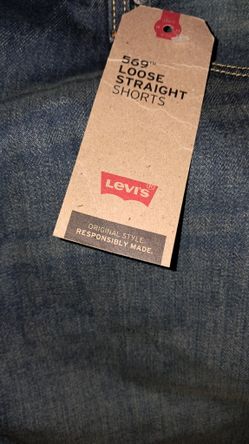 569™
LOOSE
STRAIGHT
SHORTS
Levi's®
ORIGINAL STYLE.
RESPONSIBLY MADE.